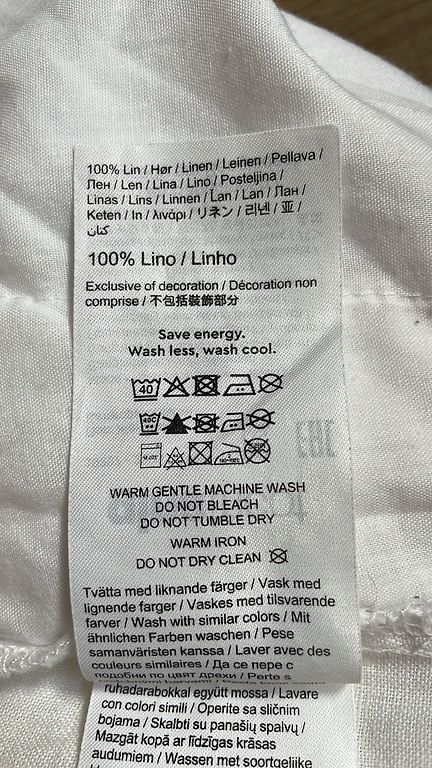 100% Lin / Hør / Linen / Leinen / Pellava /
Лен / Len / Lina / Lino / Posteljina /
Linas / Lins / Linnen / Lan / Lan / Лан /
Keten / In / λινάρι / リネン / 리넨 / 亚 /
كتان
100% Lino / Linho
Exclusive of decoration / Décoration non
comprise / 不包括裝飾部分
Save energy.
Wash less, wash cool.
40
40C
WARM GENTLE MACHINE WASH
DO NOT BLEACH
DO NOT TUMBLE DRY
WARM IRON
DO NOT DRY CLEAN
Tvätta med liknande färger / Vask med
lignende farger / Vaskes med tilsvarende
farver / Wash with similar colors / Mit
ähnlichen Farben waschen / Pese
samanväristen kanssa / Laver avec des
couleurs similaires / Да се пере с
подобни по цвят дрехи / Perte s
ruhadarabokkal együtt mossa / Lavare
con colori simili / Operite sa sličnim
bojama / Skalbti su panašių spalvų /
Mazgāt kopā ar līdzīgas krāsas
audumiem / Wassen met soortgelijke